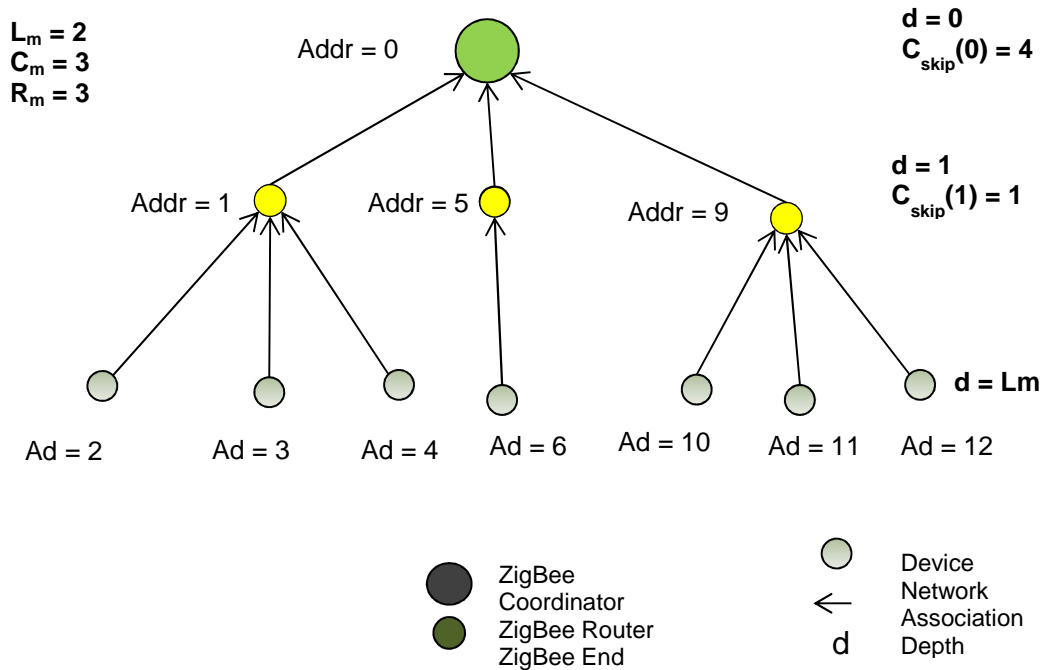 Lm = 2
Cm = 3
Rm = 3
Addr = 0
d = 0
Cskip(0) = 4
Addr = 1
Addr = 5
Addr = 9
d = 1
Cskip(1) = 1
d = Lm
Ad = 2
Ad = 3
Ad = 4
Ad = 6
Ad = 10
Ad = 11
Ad = 12
ZigBee
Coordinator
ZigBee Router
ZigBee End
Device
Network
Association
d Depth